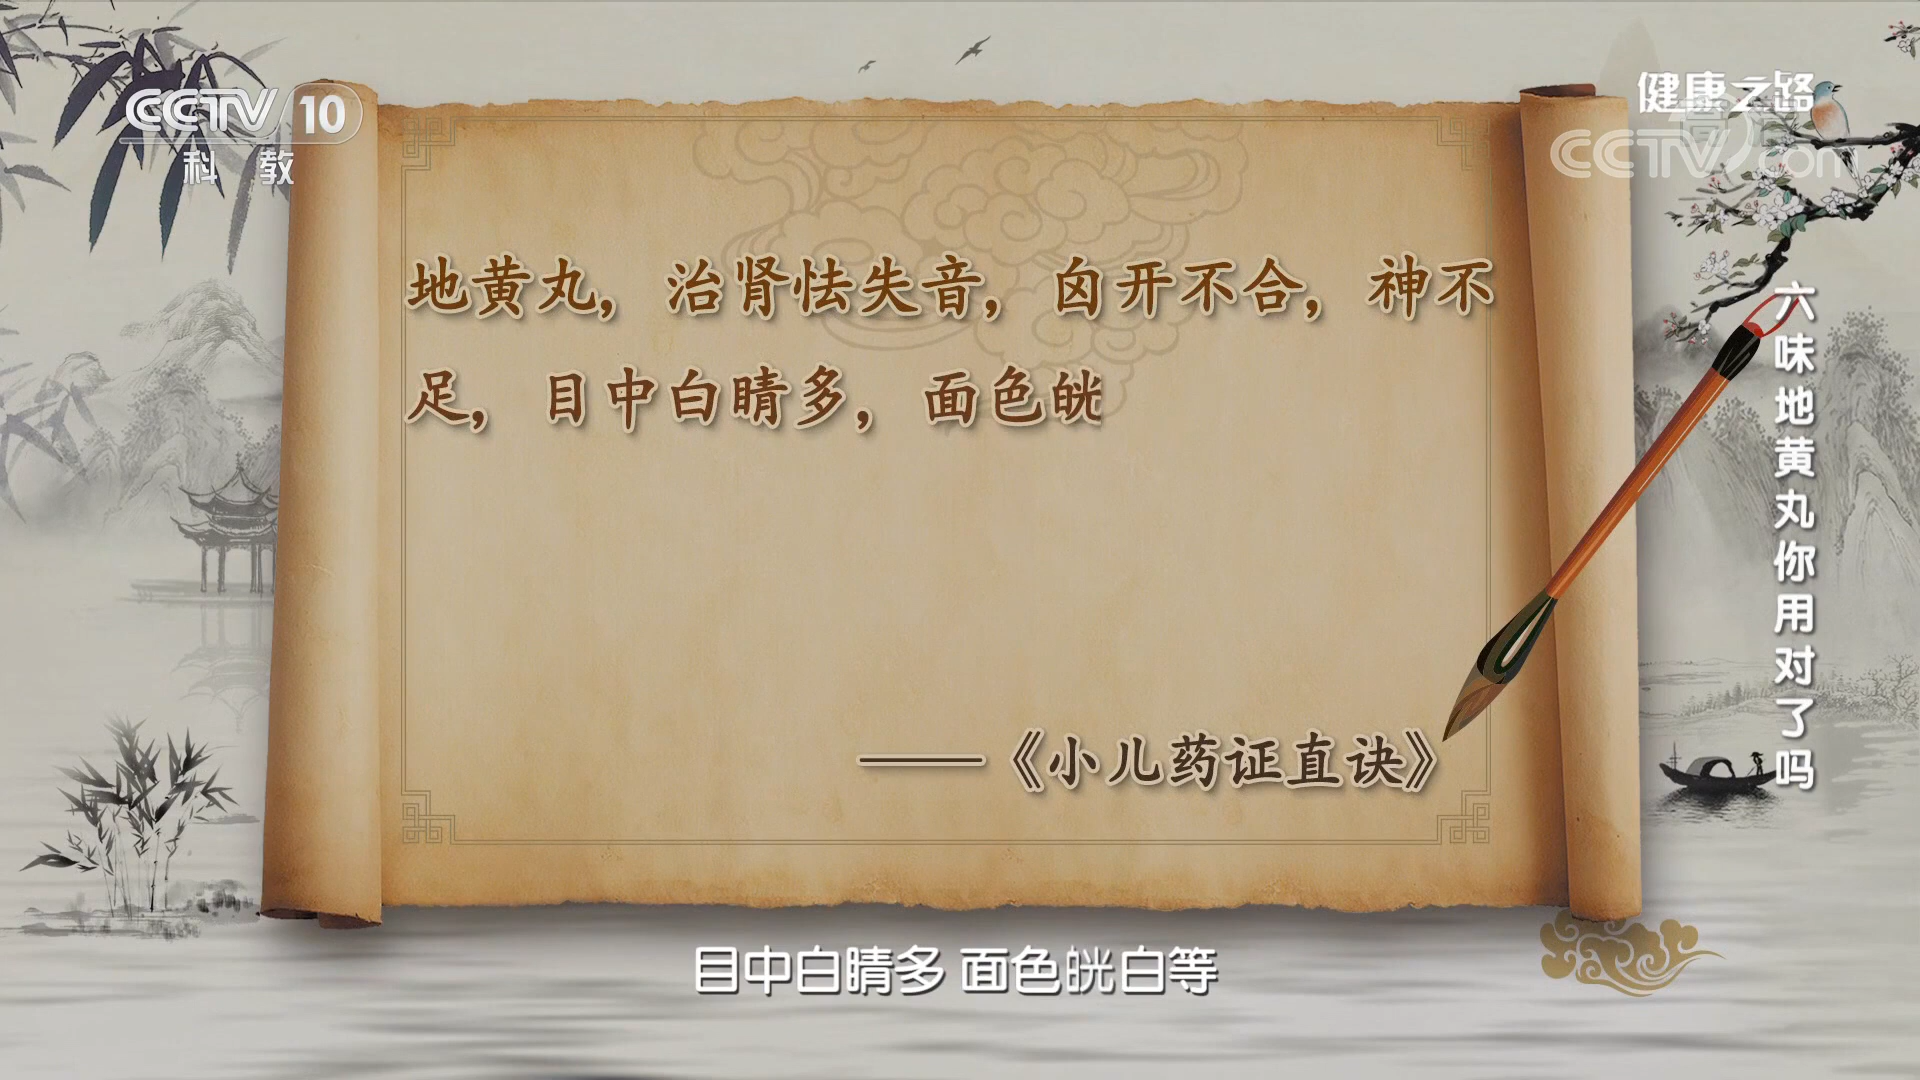 CCTV 10
科 教
健康之路
CCTV.com
地黄丸，治肾怯失音，囟开不合，神不
足，目中白睛多，面色㿠
——《小儿药证直诀》
六味地黄丸你用对了吗
目中白睛多 面色㿠白等